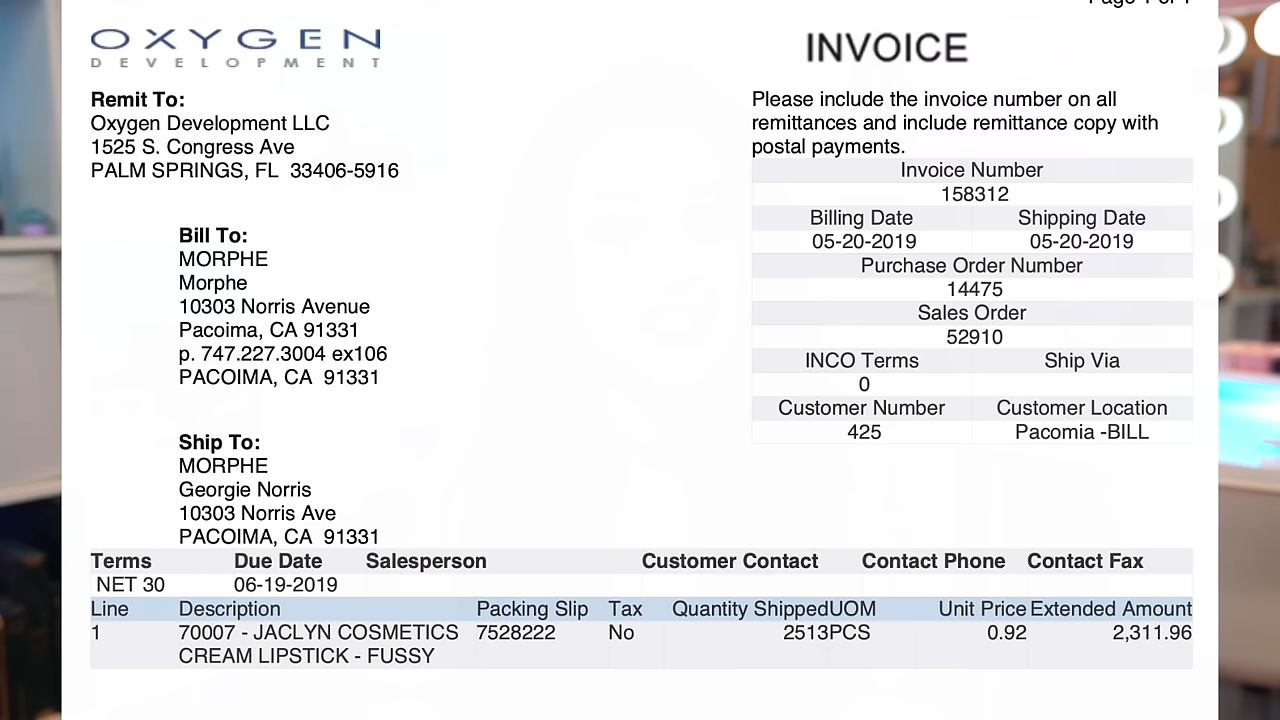 Page 1 of 1
OXYGEN
DEVELOPMENT
INVOICE
Remit To:
Oxygen Development LLC
1525 S. Congress Ave
PALM SPRINGS, FL 33406-5916
Please include the invoice number on all
remittances and include remittance copy with
postal payments.
Invoice Number
158312
Billing Date Shipping Date
05-20-2019 05-20-2019
Purchase Order Number
14475
Sales Order
52910
INCO Terms Ship Via
0
Customer Number Customer Location
425 Pacomia -BILL
Bill To:
MORPHE
Morphe
10303 Norris Avenue
Pacoima, CA 91331
p. 747.227.3004 ex106
PACOIMA, CA 91331
Ship To:
MORPHE
Georgie Norris
10303 Norris Ave
PACOIMA, CA 91331
Terms Due Date Salesperson Customer Contact Contact Phone Contact Fax
NET 30 06-19-2019
Line Description Packing Slip Tax Quantity ShippedUOM Unit Price Extended Amount
1 70007 - JACLYN COSMETICS 7528222 No 2513PCS 0.92 2,311.96
CREAM LIPSTICK - FUSSY